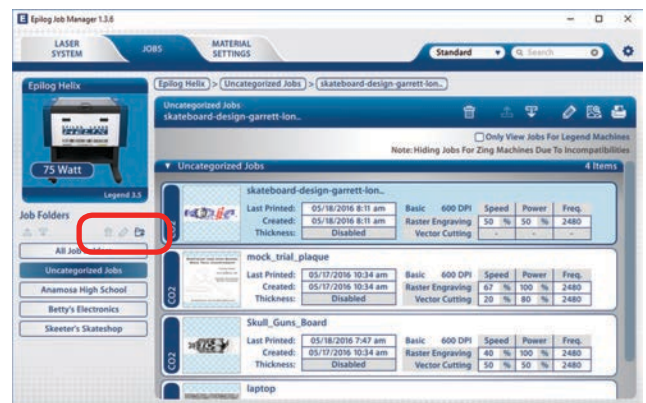 Epilog Job Manager 1.3.6
LASER SYSTEM
JOBS
MATERIAL SETTINGS
Standard
Search
Epilog Helix
75 Watt
Legend 3.5
Job Folders
All Job
Uncategorized Jobs
Anamosa High School
Betty's Electronics
Skeeter's Skateshop
Epilog Helix > Uncategorized Jobs > skateboard-design-garrett-lon..
Uncategorized Jobs
skateboard-design-garrett-lon..
Only View Jobs For Legend Machines
Note: Hiding Jobs For Zing Machines Due To Incompatibilities
Uncategorized Jobs 4 Items
CO2
skateboard-design-garrett-lon..
Last Printed: 05/18/2016 8:11 am Basic 600 DPI Speed Power Freq.
Created: 05/18/2016 8:11 am Raster Engraving 50 % 50 % 2480
Thickness: Disabled Vector Cutting - - -
CO2
mock_trial_plaque
Last Printed: 05/17/2016 10:34 am Basic 600 DPI Speed Power Freq.
Created: 05/17/2016 10:34 am Raster Engraving 67 % 100 % 2480
Thickness: Disabled Vector Cutting 20 % 80 % 2480
CO2
Skull_Guns_Board
Last Printed: 05/18/2016 7:47 am Basic 600 DPI Speed Power Freq.
Created: 05/17/2016 10:34 am Raster Engraving 40 % 100 % 2480
Thickness: Disabled Vector Cutting 50 % 50 % 2480
laptop